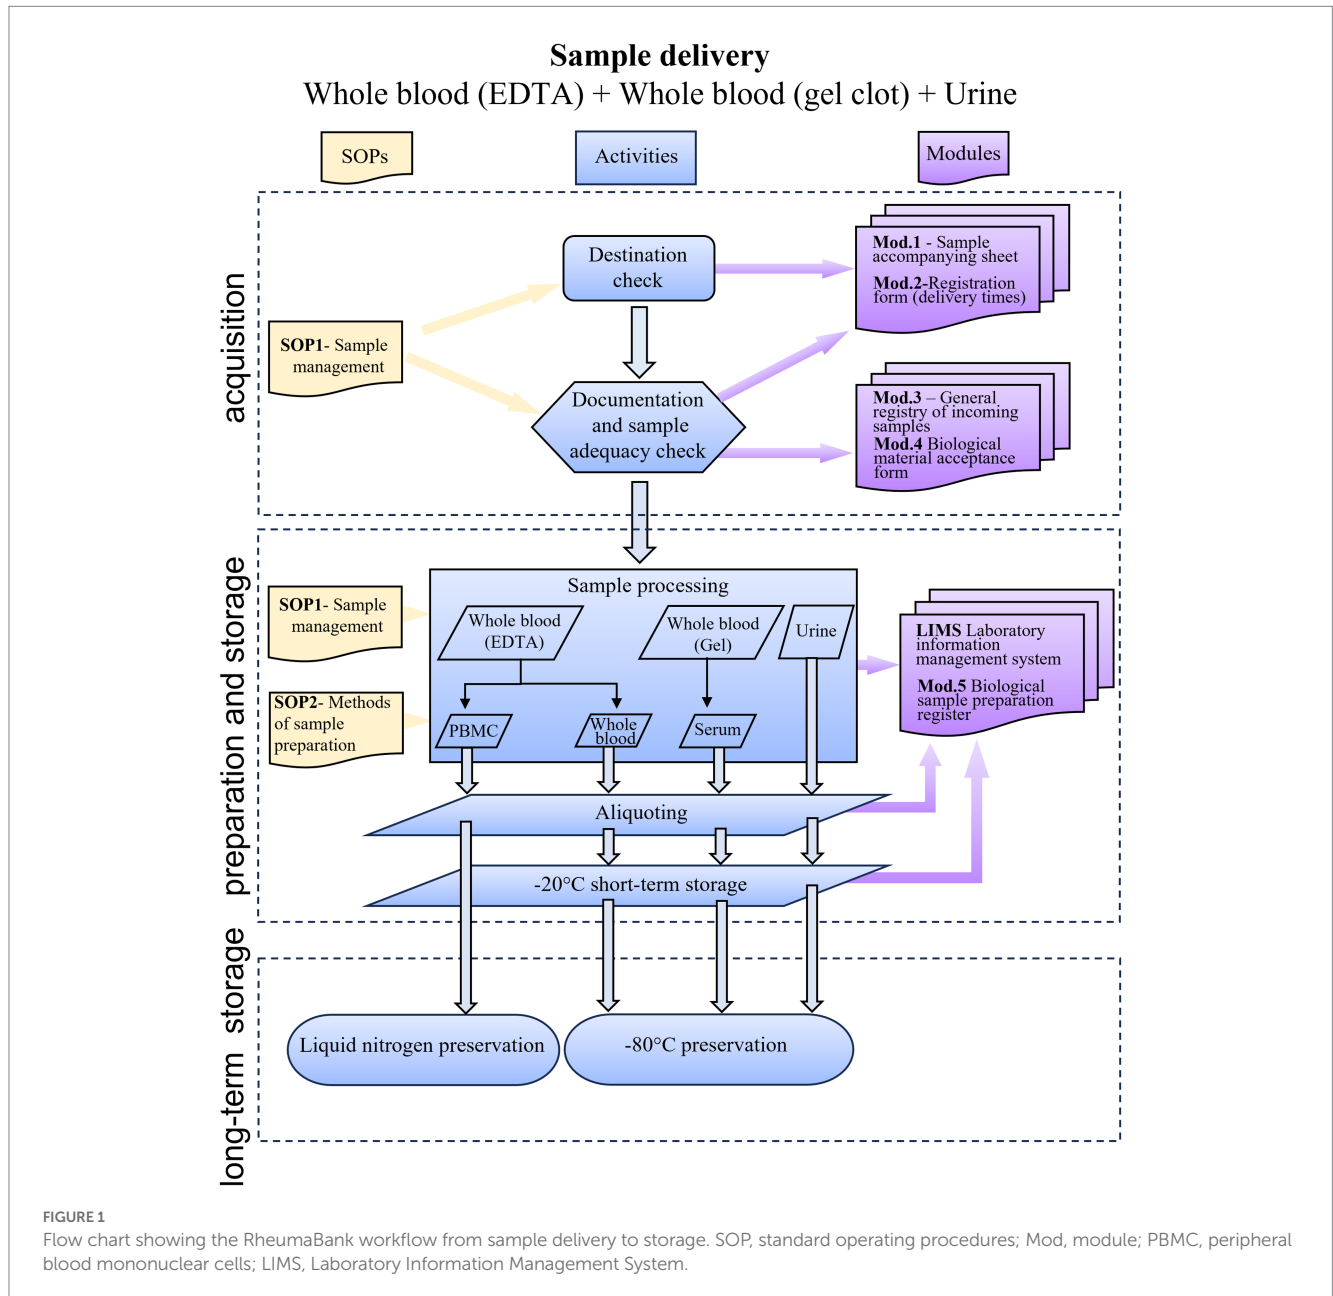 Sample delivery
Whole blood (EDTA) + Whole blood (gel clot) + Urine
SOPs
Activities
Modules
acquisition
Destination
check
Mod.1 - Sample
accompanying sheet
Mod.2-Registration
form (delivery times)
SOP1- Sample
management
Documentation
and sample
adequacy check
Mod.3 – General
registry of incoming
samples
Mod.4 Biological
material acceptance
form
preparation and storage
Sample processing
SOP1- Sample
management
Whole blood
(EDTA)
Whole blood
(Gel)
Urine
LIMS Laboratory
information
management system
Mod.5 Biological
sample preparation
register
SOP2- Methods
of sample
preparation
PBMC
Whole
blood
Serum
Aliquoting
-20°C short-term storage
long-term storage
Liquid nitrogen preservation
-80°C preservation
FIGURE 1
Flow chart showing the RheumaBank workflow from sample delivery to storage. SOP, standard operating procedures; Mod, module; PBMC, peripheral
blood mononuclear cells; LIMS, Laboratory Information Management System.